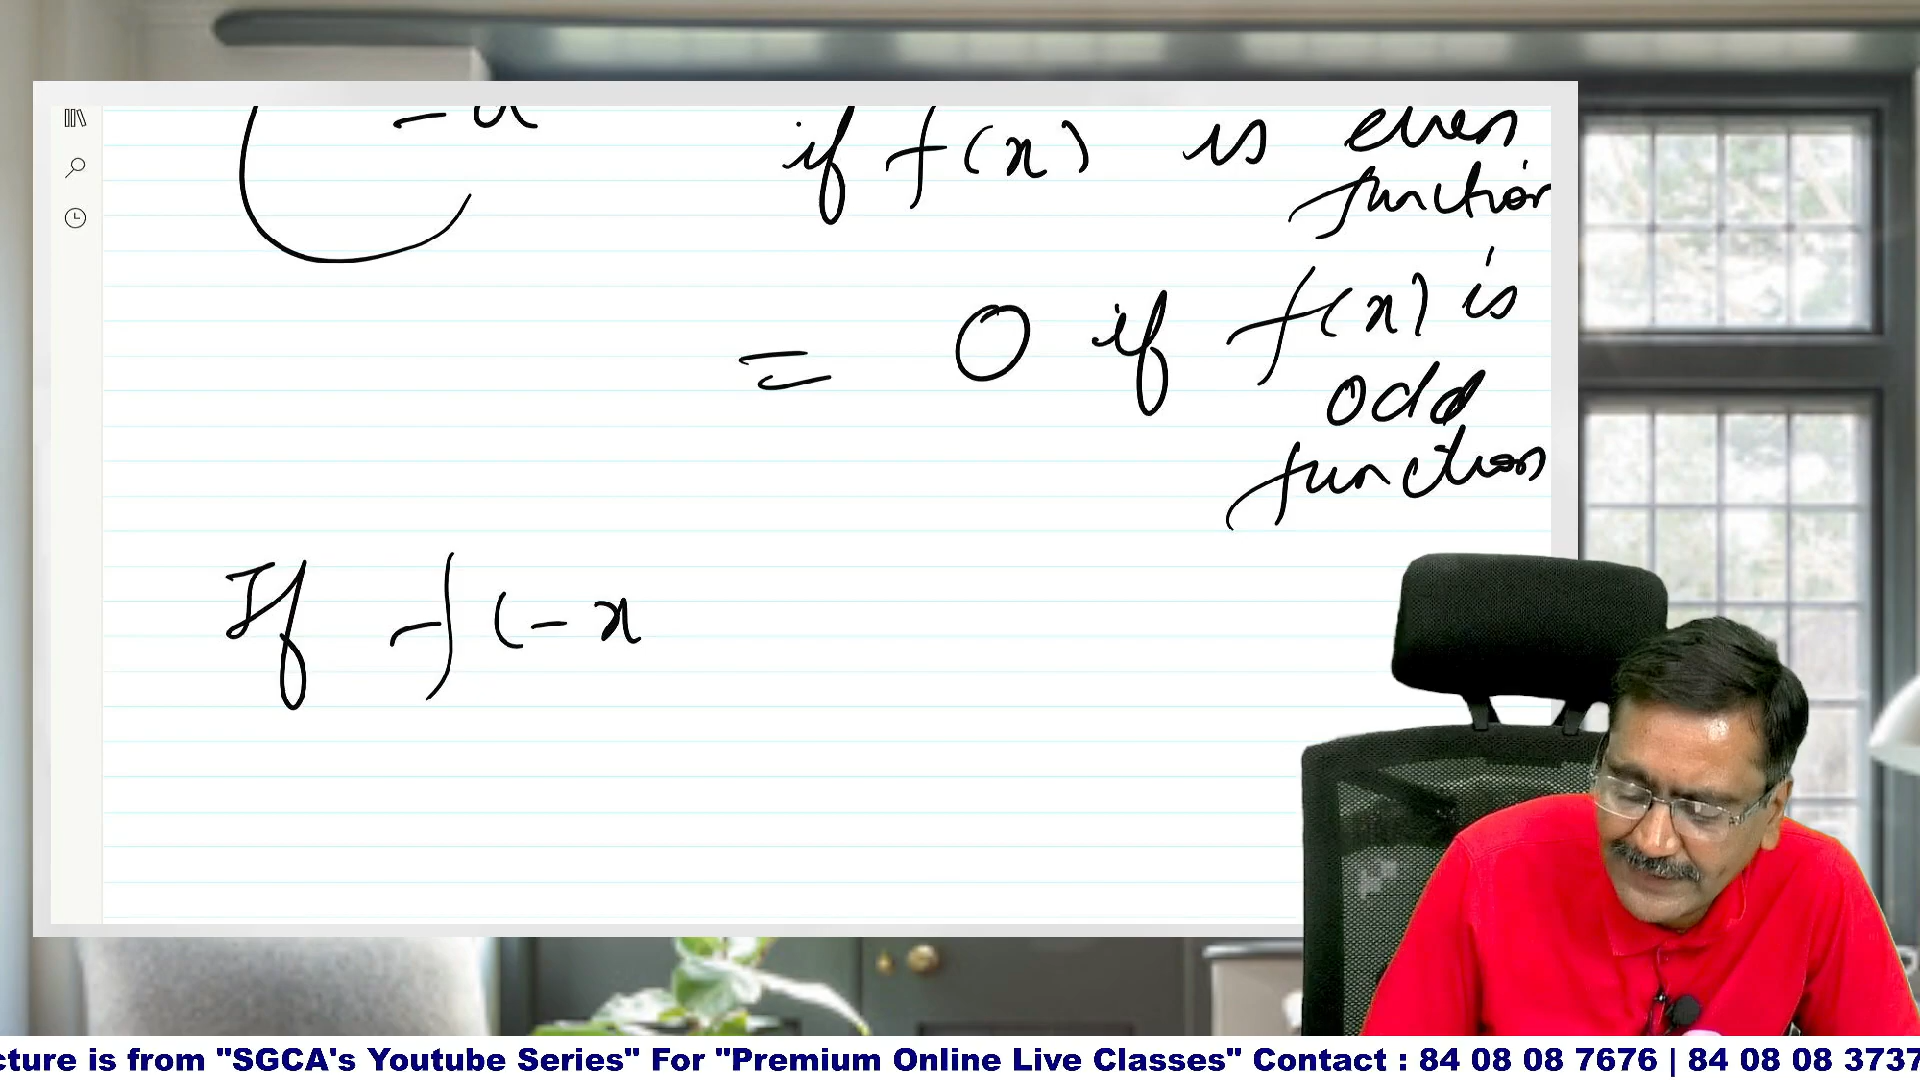 - a
if f(x) is even
function
= 0 if f(x) is
odd
function
If f(-x
cture is from "SGCA's Youtube Series" For "Premium Online Live Classes" Contact : 84 08 08 7676 | 84 08 08 3737